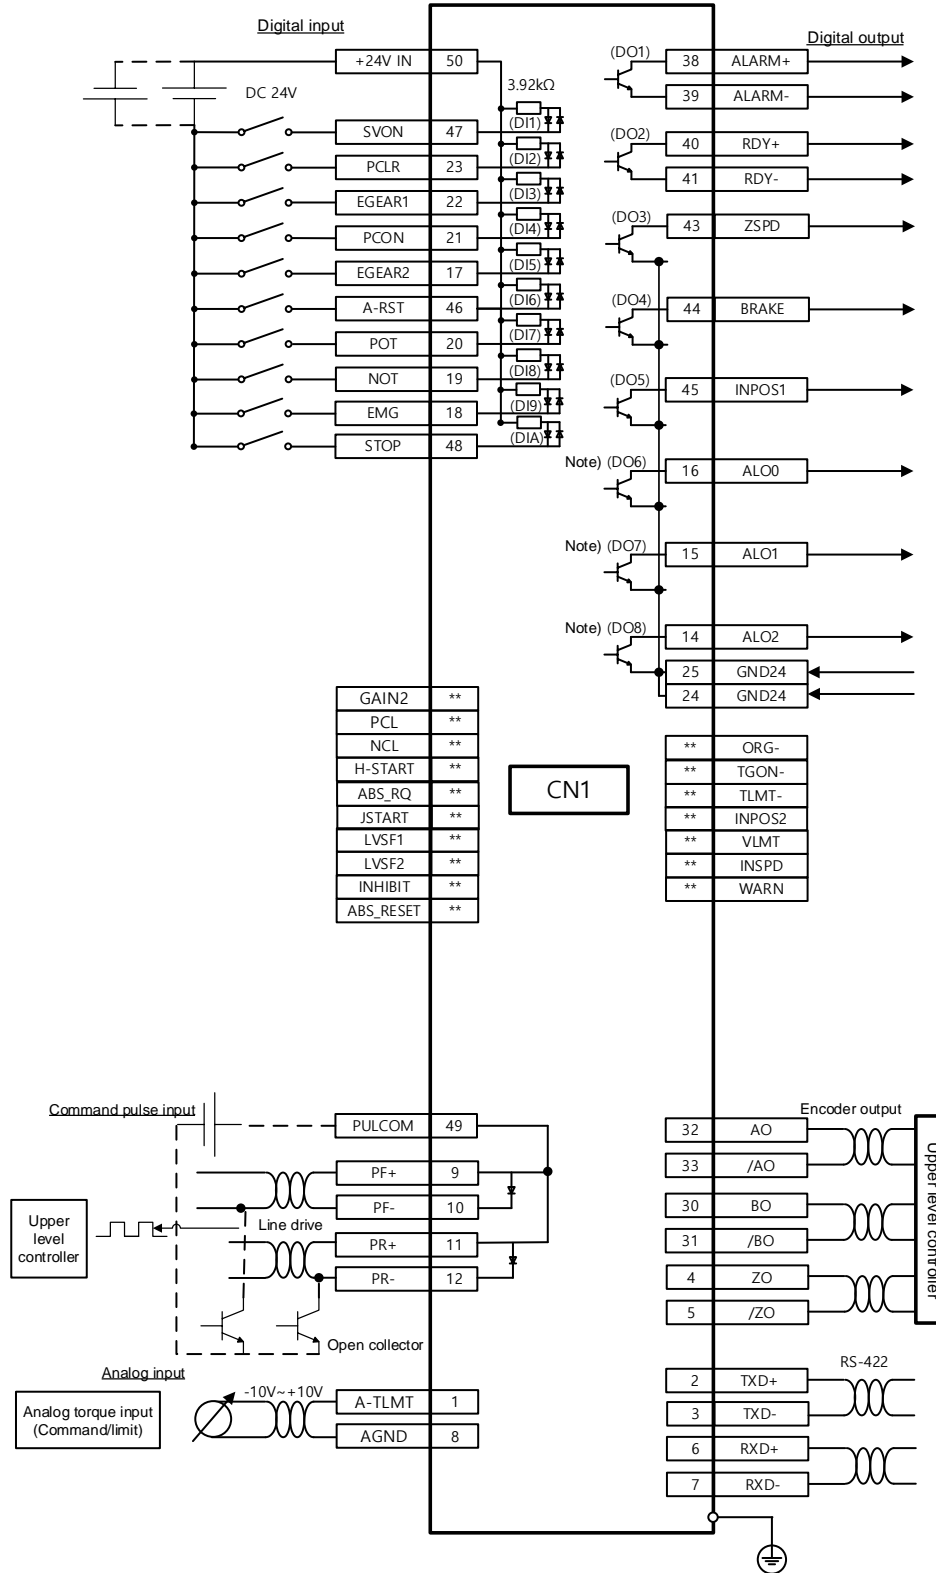 Digital input
Digital output
+24V IN 50
DC 24V
3.92kΩ
SVON 47 (DI1)
PCLR 23 (DI2)
EGEAR1 22 (DI3)
PCON 21 (DI4)
EGEAR2 17 (DI5)
A-RST 46 (DI6)
POT 20 (DI7)
NOT 19 (DI8)
EMG 18 (DI9)
STOP 48 (DIA)
(DO1) 38 ALARM+
39 ALARM-
(DO2) 40 RDY+
41 RDY-
(DO3) 43 ZSPD
(DO4) 44 BRAKE
(DO5) 45 INPOS1
Note) (DO6) 16 ALO0
Note) (DO7) 15 ALO1
Note) (DO8) 14 ALO2
25 GND24
24 GND24
GAIN2 **
PCL **
NCL **
H-START **
ABS_RQ **
JSTART **
LVSF1 **
LVSF2 **
INHIBIT **
ABS_RESET **
CN1
** ORG-
** TGON-
** TLMT-
** INPOS2
** VLMT
** INSPD
** WARN
Command pulse input
PULCOM 49
PF+ 9
PF- 10
Line drive
PR+ 11
PR- 12
Upper
level
controller
Open collector
Analog input
Analog torque input
(Command/limit)
-10V~+10V
A-TLMT 1
AGND 8
Encoder output
32 AO
33 /AO
30 BO
31 /BO
4 ZO
5 /ZO
Upper level controller
RS-422
2 TXD+
3 TXD-
6 RXD+
7 RXD-